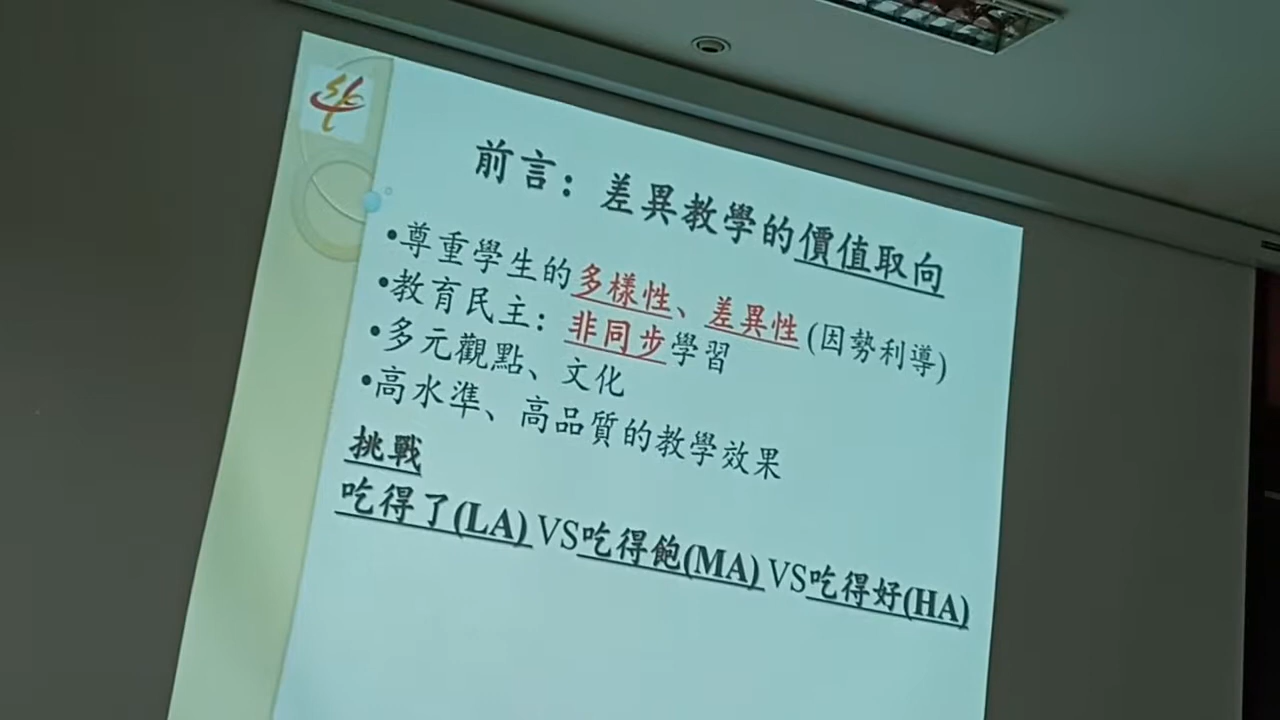 前言：差異教學的價值取向
•尊重學生的多樣性、差異性(因勢利導)
•教育民主：非同步學習
•多元觀點、文化
•高水準、高品質的教學效果
挑戰
吃得了(LA) VS吃得飽(MA) VS吃得好(HA)